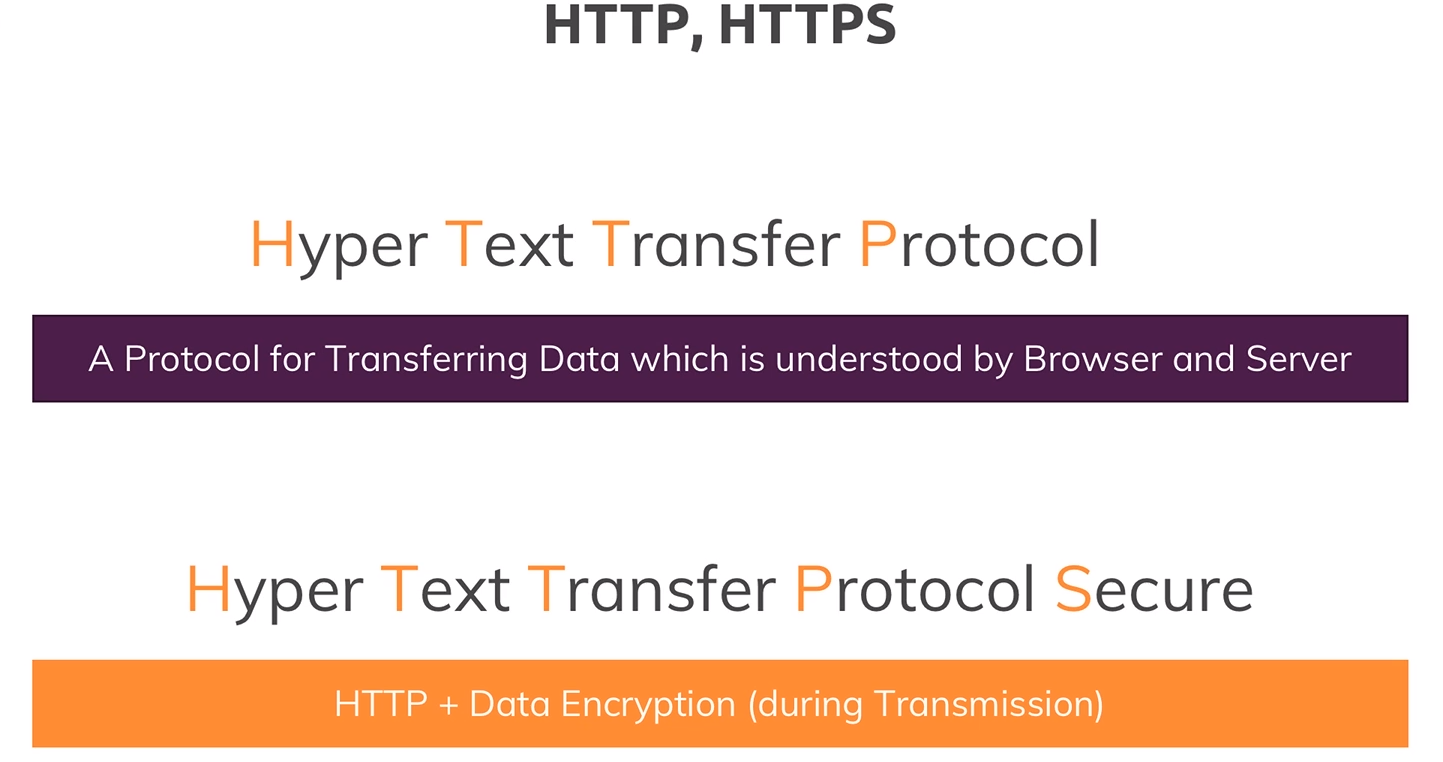 HTTP, HTTPS
Hyper Text Transfer Protocol
A Protocol for Transferring Data which is understood by Browser and Server
Hyper Text Transfer Protocol Secure
HTTP + Data Encryption (during Transmission)